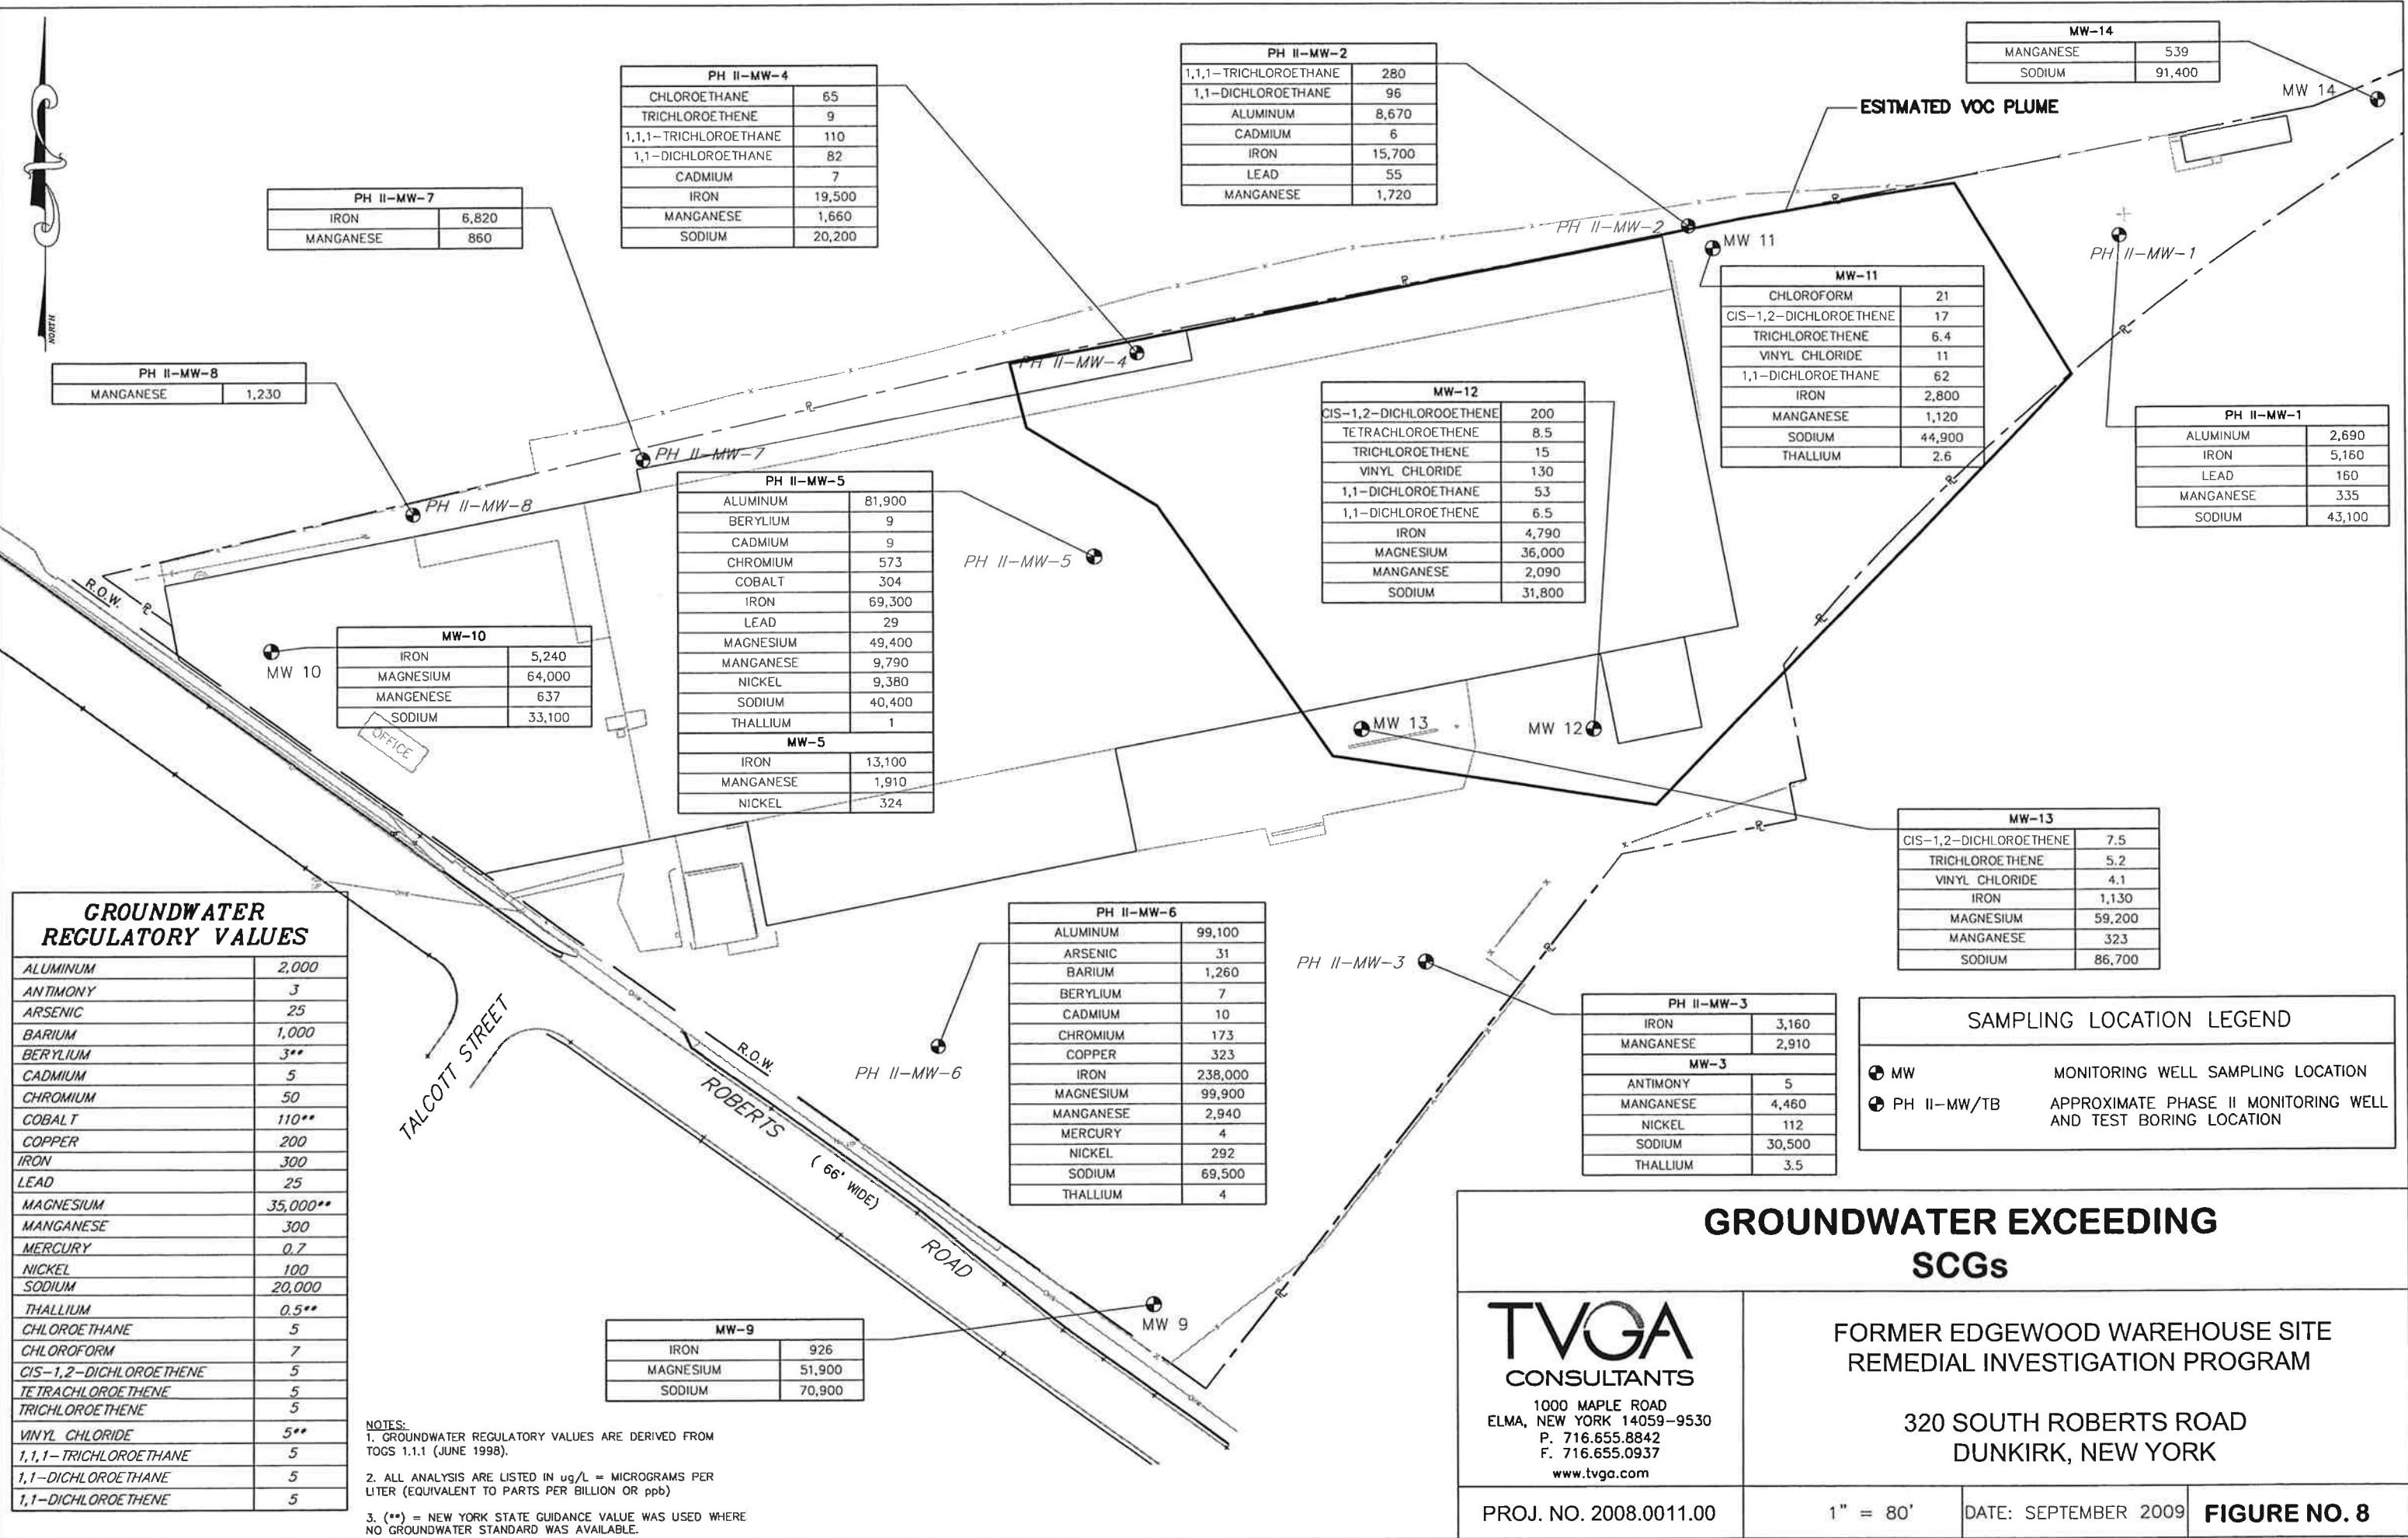 NORTH
PH II-MW-7
IRON 6,820
MANGANESE 860
PH II-MW-4
CHLOROETHANE 65
TRICHLOROETHENE 9
1,1,1-TRICHLOROETHANE 110
1,1-DICHLOROETHANE 82
CADMIUM 7
IRON 19,500
MANGANESE 1,660
SODIUM 20,200
PH II-MW-2
1,1,1-TRICHLOROETHANE 280
1,1-DICHLOROETHANE 96
ALUMINUM 8,670
CADMIUM 6
IRON 15,700
LEAD 55
MANGANESE 1,720
MW-14
MANGANESE 539
SODIUM 91,400
MW 14
ESITMATED VOC PLUME
PH II-MW-2
MW 11
PH II-MW-1
MW-11
CHLOROFORM 21
CIS-1,2-DICHLOROETHENE 17
TRICHLOROETHENE 6.4
VINYL CHLORIDE 11
1,1-DICHLOROETHANE 62
IRON 2,800
MANGANESE 1,120
SODIUM 44,900
THALLIUM 2.6
PH II-MW-8
MANGANESE 1,230
PH II-MW-4
MW-12
CIS-1,2-DICHLOROOETHENE 200
TETRACHLOROETHENE 8.5
TRICHLOROETHENE 15
VINYL CHLORIDE 130
1,1-DICHLOROETHANE 53
1,1-DICHLOROETHENE 6.5
IRON 4,790
MAGNESIUM 36,000
MANGANESE 2,090
SODIUM 31,800
PH II-MW-1
ALUMINUM 2,690
IRON 5,160
LEAD 160
MANGANESE 335
SODIUM 43,100
PH II-MW-7
PH II-MW-8
PH II-MW-5
ALUMINUM 81,900
BERYLIUM 9
CADMIUM 9
CHROMIUM 573
COBALT 304
IRON 69,300
LEAD 29
MAGNESIUM 49,400
MANGANESE 9,790
NICKEL 9,380
SODIUM 40,400
THALLIUM 1
MW-5
IRON 13,100
MANGANESE 1,910
NICKEL 324
PH II-MW-5
R.O.W.
MW 10
MW-10
IRON 5,240
MAGNESIUM 64,000
MANGENESE 637
SODIUM 33,100
OFFICE
MW 13
MW 12
MW-13
CIS-1,2-DICHLOROETHENE 7.5
TRICHLOROETHENE 5.2
VINYL CHLORIDE 4.1
IRON 1,130
MAGNESIUM 59,200
MANGANESE 323
SODIUM 86,700
GROUNDWATER
REGULATORY VALUES
ALUMINUM 2,000
ANTIMONY 3
ARSENIC 25
BARIUM 1,000
BERYLIUM 3**
CADMIUM 5
CHROMIUM 50
COBALT 110**
COPPER 200
IRON 300
LEAD 25
MAGNESIUM 35,000**
MANGANESE 300
MERCURY 0.7
NICKEL 100
SODIUM 20,000
THALLIUM 0.5**
CHLOROETHANE 5
CHLOROFORM 7
CIS-1,2-DICHLOROETHENE 5
TETRACHLOROETHENE 5
TRICHLOROETHENE 5
VINYL CHLORIDE 5**
1,1,1-TRICHLOROETHANE 5
1,1-DICHLOROETHANE 5
1,1-DICHLOROETHENE 5
TALCOTT STREET
R.O.W.
ROBERTS
( 66' WIDE)
ROAD
PH II-MW-6
PH II-MW-6
ALUMINUM 99,100
ARSENIC 31
BARIUM 1,260
BERYLIUM 7
CADMIUM 10
CHROMIUM 173
COPPER 323
IRON 238,000
MAGNESIUM 99,900
MANGANESE 2,940
MERCURY 4
NICKEL 292
SODIUM 69,500
THALLIUM 4
PH II-MW-3
PH II-MW-3
IRON 3,160
MANGANESE 2,910
MW-3
ANTIMONY 5
MANGANESE 4,460
NICKEL 112
SODIUM 30,500
THALLIUM 3.5
SAMPLING LOCATION LEGEND
MW MONITORING WELL SAMPLING LOCATION
PH II-MW/TB APPROXIMATE PHASE II MONITORING WELL
AND TEST BORING LOCATION
MW-9
IRON 926
MAGNESIUM 51,900
SODIUM 70,900
MW 9
NOTES:
1. GROUNDWATER REGULATORY VALUES ARE DERIVED FROM
TOGS 1.1.1 (JUNE 1998).
2. ALL ANALYSIS ARE LISTED IN ug/L = MICROGRAMS PER
LITER (EQUIVALENT TO PARTS PER BILLION OR ppb)
3. (**) = NEW YORK STATE GUIDANCE VALUE WAS USED WHERE
NO GROUNDWATER STANDARD WAS AVAILABLE.
GROUNDWATER EXCEEDING
SCGs
TVGA
CONSULTANTS
1000 MAPLE ROAD
ELMA, NEW YORK 14059-9530
P. 716.655.8842
F. 716.655.0937
www.tvga.com
FORMER EDGEWOOD WAREHOUSE SITE
REMEDIAL INVESTIGATION PROGRAM
320 SOUTH ROBERTS ROAD
DUNKIRK, NEW YORK
PROJ. NO. 2008.0011.00
1" = 80'
DATE: SEPTEMBER 2009
FIGURE NO. 8